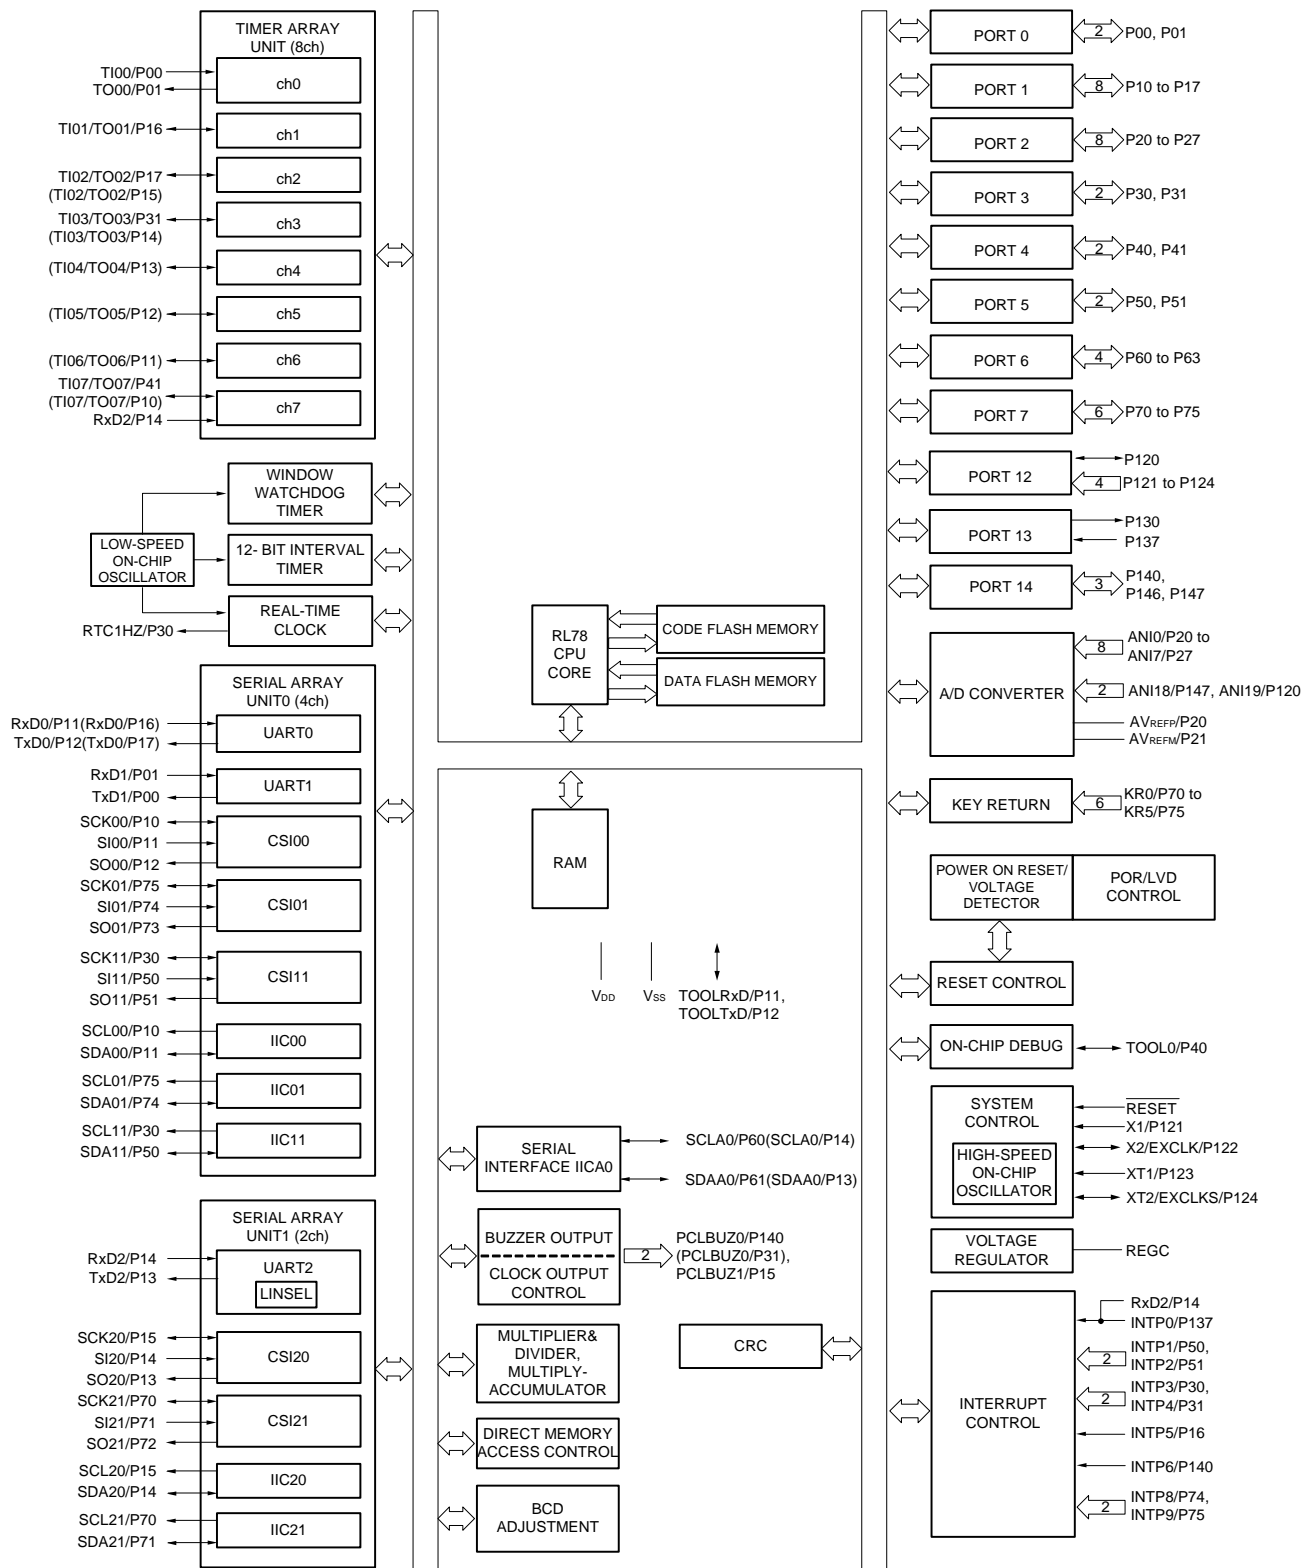 TIMER ARRAY
UNIT (8ch)
TI00/P00
TO00/P01
ch0
TI01/TO01/P16
ch1
TI02/TO02/P17
(TI02/TO02/P15)
ch2
TI03/TO03/P31
(TI03/TO03/P14)
ch3
(TI04/TO04/P13)
ch4
(TI05/TO05/P12)
ch5
(TI06/TO06/P11)
ch6
TI07/TO07/P41
(TI07/TO07/P10)
RxD2/P14
ch7
WINDOW
WATCHDOG
TIMER
LOW-SPEED
ON-CHIP
OSCILLATOR
12- BIT INTERVAL
TIMER
REAL-TIME
CLOCK
RTC1HZ/P30
SERIAL ARRAY
UNIT0 (4ch)
RxD0/P11(RxD0/P16)
TxD0/P12(TxD0/P17)
UART0
RxD1/P01
TxD1/P00
UART1
SCK00/P10
SI00/P11
SO00/P12
CSI00
SCK01/P75
SI01/P74
SO01/P73
CSI01
SCK11/P30
SI11/P50
SO11/P51
CSI11
SCL00/P10
SDA00/P11
IIC00
SCL01/P75
SDA01/P74
IIC01
SCL11/P30
SDA11/P50
IIC11
SERIAL ARRAY
UNIT1 (2ch)
RxD2/P14
TxD2/P13
UART2
LINSEL
SCK20/P15
SI20/P14
SO20/P13
CSI20
SCK21/P70
SI21/P71
SO21/P72
CSI21
SCL20/P15
SDA20/P14
IIC20
SCL21/P70
SDA21/P71
IIC21
RL78
CPU
CORE
CODE FLASH MEMORY
DATA FLASH MEMORY
RAM
VDD
VSS
TOOLRxD/P11,
TOOLTxD/P12
SERIAL
INTERFACE IICA0
SCLA0/P60(SCLA0/P14)
SDAA0/P61(SDAA0/P13)
BUZZER OUTPUT
CLOCK OUTPUT
CONTROL
2
PCLBUZ0/P140
(PCLBUZ0/P31),
PCLBUZ1/P15
MULTIPLIER&
DIVIDER,
MULTIPLY-
ACCUMULATOR
CRC
DIRECT MEMORY
ACCESS CONTROL
BCD
ADJUSTMENT
PORT 0
2
P00, P01
PORT 1
8
P10 to P17
PORT 2
8
P20 to P27
PORT 3
2
P30, P31
PORT 4
2
P40, P41
PORT 5
2
P50, P51
PORT 6
4
P60 to P63
PORT 7
6
P70 to P75
PORT 12
P120
4
P121 to P124
PORT 13
P130
P137
PORT 14
3
P140,
P146, P147
A/D CONVERTER
8
ANI0/P20 to
ANI7/P27
2
ANI18/P147, ANI19/P120
AVREFP/P20
AVREFM/P21
KEY RETURN
6
KR0/P70 to
KR5/P75
POWER ON RESET/
VOLTAGE
DETECTOR
POR/LVD
CONTROL
RESET CONTROL
ON-CHIP DEBUG
TOOL0/P40
SYSTEM
CONTROL
HIGH-SPEED
ON-CHIP
OSCILLATOR
RESET
X1/P121
X2/EXCLK/P122
XT1/P123
XT2/EXCLKS/P124
VOLTAGE
REGULATOR
REGC
INTERRUPT
CONTROL
RxD2/P14
INTP0/P137
2
INTP1/P50,
INTP2/P51
2
INTP3/P30,
INTP4/P31
INTP5/P16
INTP6/P140
2
INTP8/P74,
INTP9/P75